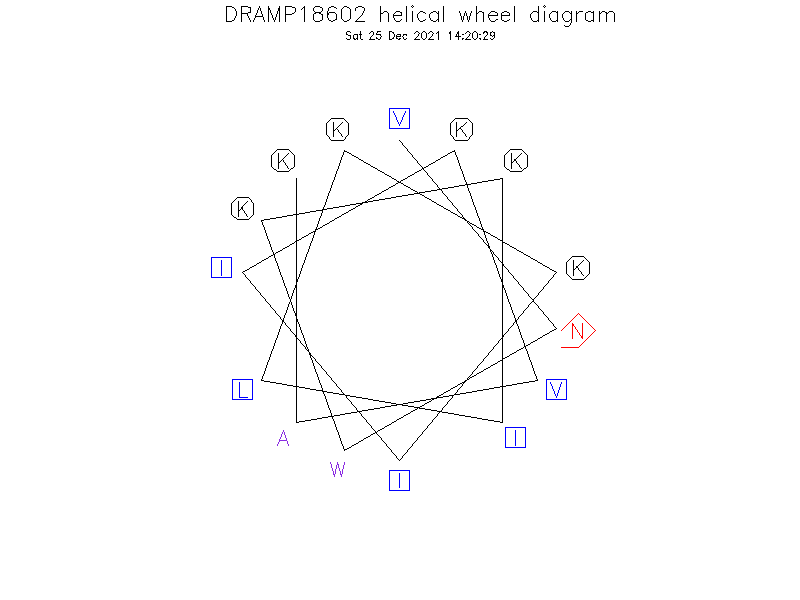 DRAMP18602 helical wheel diagram
Sat 25 Dec 2021 14:20:29
V
K K
K K
K
I K
N
L V
A I
W
I